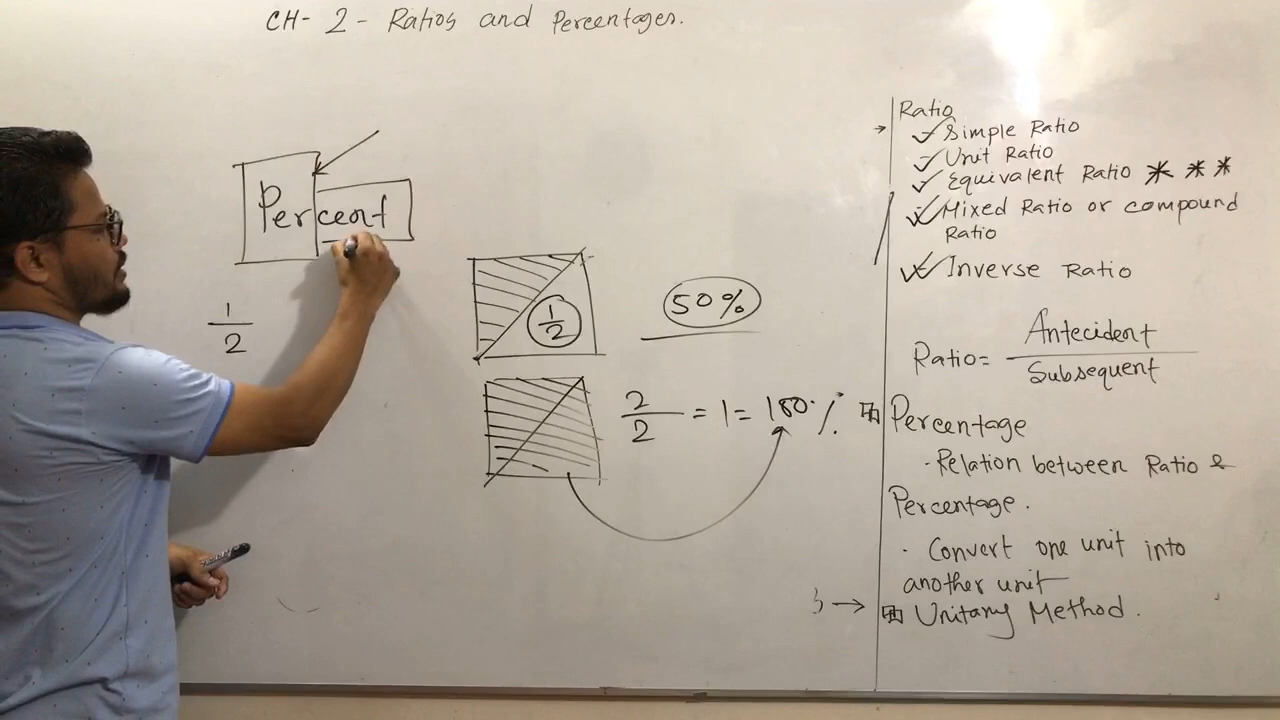 CH- 2 - Ratios and Percentages.
Percent
1
2
1
2
50%
2
2
= 1 = 100%
Ratio
Simple Ratio
Unit Ratio
Equivalent Ratio * * *
Mixed Ratio or compound
Ratio
Inverse Ratio
Ratio= Antecident
Subsequent
Percentage
· Relation between Ratio &
Percentage.
· Convert one unit into
another unit
Unitary Method.